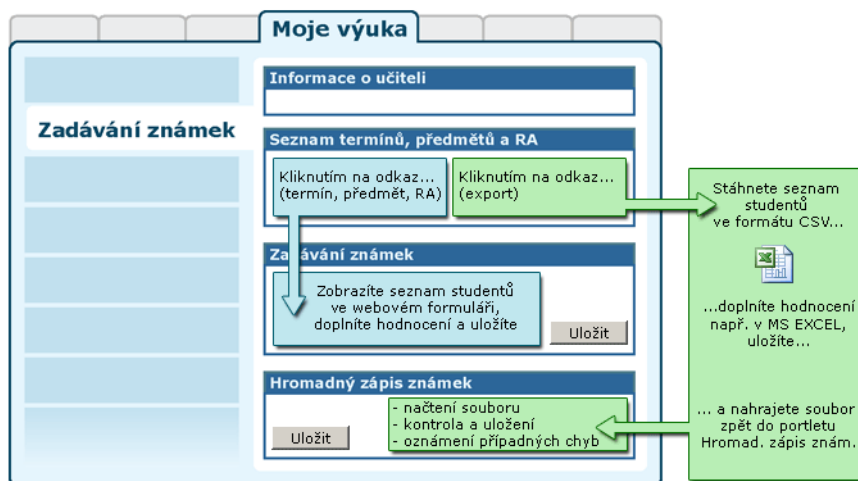 Moje výuka
Zadávání známek
Informace o učiteli
Seznam termínů, předmětů a RA
Kliknutím na odkaz...
(termín, předmět, RA)
Kliknutím na odkaz...
(export)
Zadávání známek
Zobrazíte seznam studentů
ve webovém formuláři,
doplníte hodnocení a uložíte
Uložit
Hromadný zápis známek
Uložit
- načtení souboru
- kontrola a uložení
- oznámení případných chyb
Stáhnete seznam
studentů
ve formátu CSV...
...doplníte hodnocení
např. v MS EXCEL,
uložíte...
... a nahrajete soubor
zpět do portletu
Hromad. zápis znám.